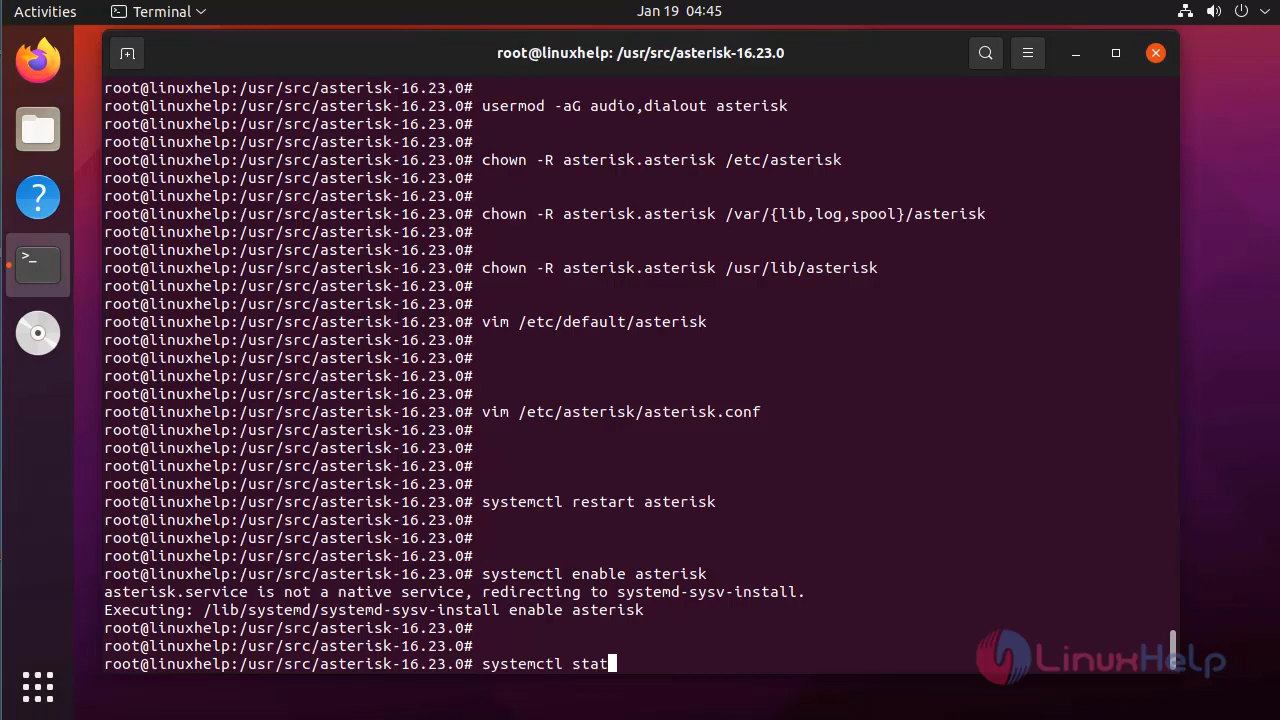 Activities
Terminal
Jan 19 04:45
root@linuxhelp: /usr/src/asterisk-16.23.0
root@linuxhelp:/usr/src/asterisk-16.23.0#
root@linuxhelp:/usr/src/asterisk-16.23.0# usermod -aG audio,dialout asterisk
root@linuxhelp:/usr/src/asterisk-16.23.0#
root@linuxhelp:/usr/src/asterisk-16.23.0#
root@linuxhelp:/usr/src/asterisk-16.23.0# chown -R asterisk.asterisk /etc/asterisk
root@linuxhelp:/usr/src/asterisk-16.23.0#
root@linuxhelp:/usr/src/asterisk-16.23.0#
root@linuxhelp:/usr/src/asterisk-16.23.0# chown -R asterisk.asterisk /var/{lib,log,spool}/asterisk
root@linuxhelp:/usr/src/asterisk-16.23.0#
root@linuxhelp:/usr/src/asterisk-16.23.0#
root@linuxhelp:/usr/src/asterisk-16.23.0# chown -R asterisk.asterisk /usr/lib/asterisk
root@linuxhelp:/usr/src/asterisk-16.23.0#
root@linuxhelp:/usr/src/asterisk-16.23.0#
root@linuxhelp:/usr/src/asterisk-16.23.0# vim /etc/default/asterisk
root@linuxhelp:/usr/src/asterisk-16.23.0#
root@linuxhelp:/usr/src/asterisk-16.23.0#
root@linuxhelp:/usr/src/asterisk-16.23.0#
root@linuxhelp:/usr/src/asterisk-16.23.0#
root@linuxhelp:/usr/src/asterisk-16.23.0# vim /etc/asterisk/asterisk.conf
root@linuxhelp:/usr/src/asterisk-16.23.0#
root@linuxhelp:/usr/src/asterisk-16.23.0#
root@linuxhelp:/usr/src/asterisk-16.23.0#
root@linuxhelp:/usr/src/asterisk-16.23.0#
root@linuxhelp:/usr/src/asterisk-16.23.0# systemctl restart asterisk
root@linuxhelp:/usr/src/asterisk-16.23.0#
root@linuxhelp:/usr/src/asterisk-16.23.0#
root@linuxhelp:/usr/src/asterisk-16.23.0#
root@linuxhelp:/usr/src/asterisk-16.23.0# systemctl enable asterisk
asterisk.service is not a native service, redirecting to systemd-sysv-install.
Executing: /lib/systemd/systemd-sysv-install enable asterisk
root@linuxhelp:/usr/src/asterisk-16.23.0#
root@linuxhelp:/usr/src/asterisk-16.23.0#
root@linuxhelp:/usr/src/asterisk-16.23.0# systemctl stat
LinuxHelp